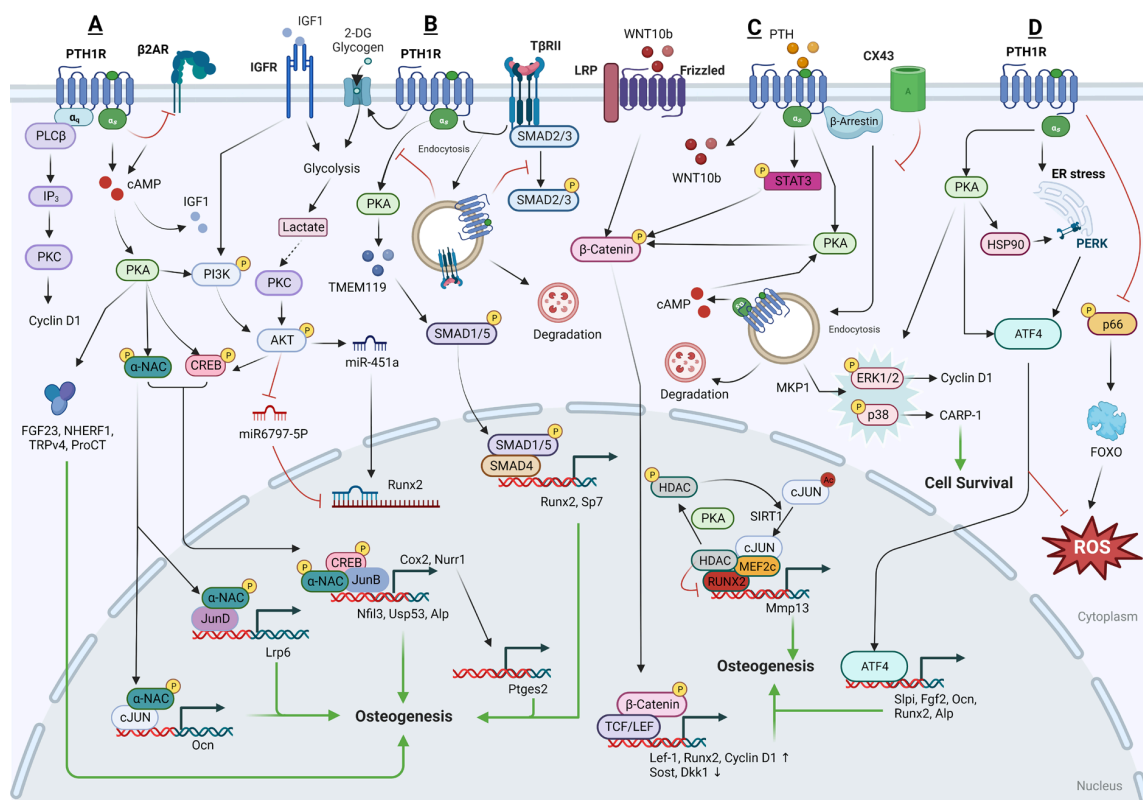 A
B
C
D
PTH1R
β2AR
IGF1
IGFR
2-DG
Glycogen
PTH1R
TβRII
WNT10b
LRP
Frizzled
PTH
CX43
A
PTH1R
αq
αs
PLCβ
IP3
PKC
Cyclin D1
cAMP
IGF1
PKA
PI3K
P
α-NAC
P
CREB
P
AKT
P
FGF23, NHERF1,
TRPv4, ProCT
Glycolysis
Lactate
PKC
miR-451a
miR6797-5P
Runx2
αs
Endocytosis
PKA
TMEM119
SMAD1/5
P
SMAD2/3
SMAD2/3
P
Degradation
SMAD1/5
P
SMAD4
Runx2, Sp7
αs
β-Arrestin
WNT10b
STAT3
P
β-Catenin
P
PKA
cAMP
αs
Endocytosis
Degradation
MKP1
ERK1/2
P
p38
P
Cyclin D1
CARP-1
Cell Survival
αs
PKA
ER stress
HSP90
PERK
ATF4
p66
P
FOXO
ROS
Cytoplasm
α-NAC
P
JunD
Lrp6
CREB
P
α-NAC
P
JunB
Cox2, Nurr1
Nfil3, Usp53, Alp
Ptges2
α-NAC
P
cJUN
Ocn
Osteogenesis
HDAC
P
cJUN
Ac
PKA
SIRT1
cJUN
HDAC
MEF2c
RUNX2
Mmp13
Osteogenesis
β-Catenin
P
TCF/LEF
Lef-1, Runx2, Cyclin D1 ↑
Sost, Dkk1 ↓
ATF4
Slpi, Fgf2, Ocn,
Runx2, Alp
Nucleus